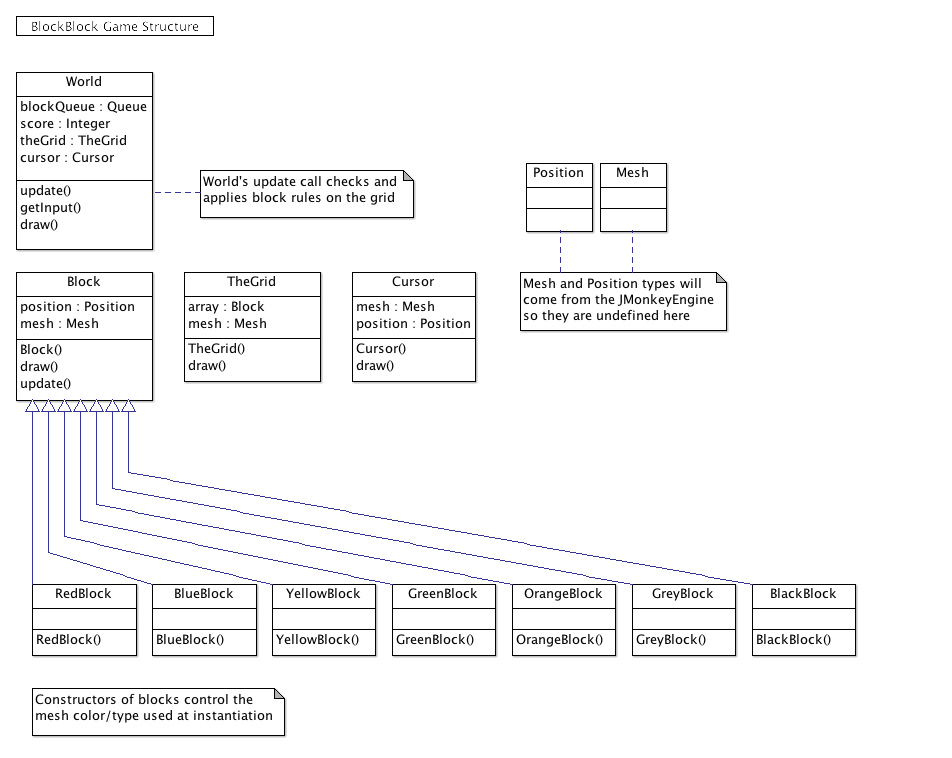 BlockBlock Game Structure
World
blockQueue : Queue
score : Integer
theGrid : TheGrid
cursor : Cursor
update()
getInput()
draw()
World's update call checks and
applies block rules on the grid
Position
Mesh
Mesh and Position types will
come from the JMonkeyEngine
so they are undefined here
Block
position : Position
mesh : Mesh
Block()
draw()
update()
TheGrid
array : Block
mesh : Mesh
TheGrid()
draw()
Cursor
mesh : Mesh
position : Position
Cursor()
draw()
RedBlock
RedBlock()
BlueBlock
BlueBlock()
YellowBlock
YellowBlock()
GreenBlock
GreenBlock()
OrangeBlock
OrangeBlock()
GreyBlock
GreyBlock()
BlackBlock
BlackBlock()
Constructors of blocks control the
mesh color/type used at instantiation